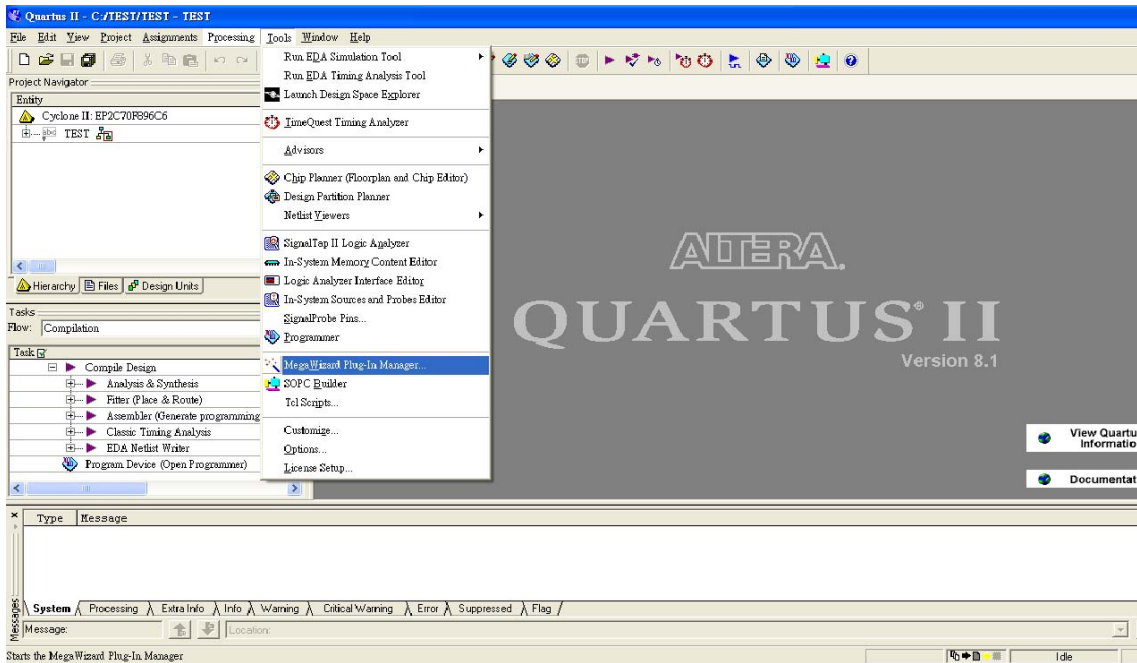 Quartus II - C:/TEST/TEST - TEST
File Edit View Project Assignments Processing Tools Window Help
Project Navigator
Entity
Cyclone II: EP2C70F896C6
TEST
Hierarchy Files Design Units
Tasks
Flow: Compilation
Task
Compile Design
Analysis & Synthesis
Fitter (Place & Route)
Assembler (Generate programming
Classic Timing Analysis
EDA Netlist Writer
Program Device (Open Programmer)
Run EDA Simulation Tool
Run EDA Timing Analysis Tool
Launch Design Space Explorer
TimeQuest Timing Analyzer
Advisors
Chip Planner (Floorplan and Chip Editor)
Design Partition Planner
Netlist Viewers
SignalTap II Logic Analyzer
In-System Memory Content Editor
Logic Analyzer Interface Editor
In-System Sources and Probes Editor
SignalProbe Pins...
Programmer
MegaWizard Plug-In Manager...
SOPC Builder
Tcl Scripts...
Customize...
Options...
License Setup...
ALTERA.
QUARTUS® II
Version 8.1
View Quartu
Informatio
Documentat
Type Message
Messages
System Processing Extra Info Info Warning Critical Warning Error Suppressed Flag
Message: Location:
Starts the MegaWizard Plug-In Manager
Idle